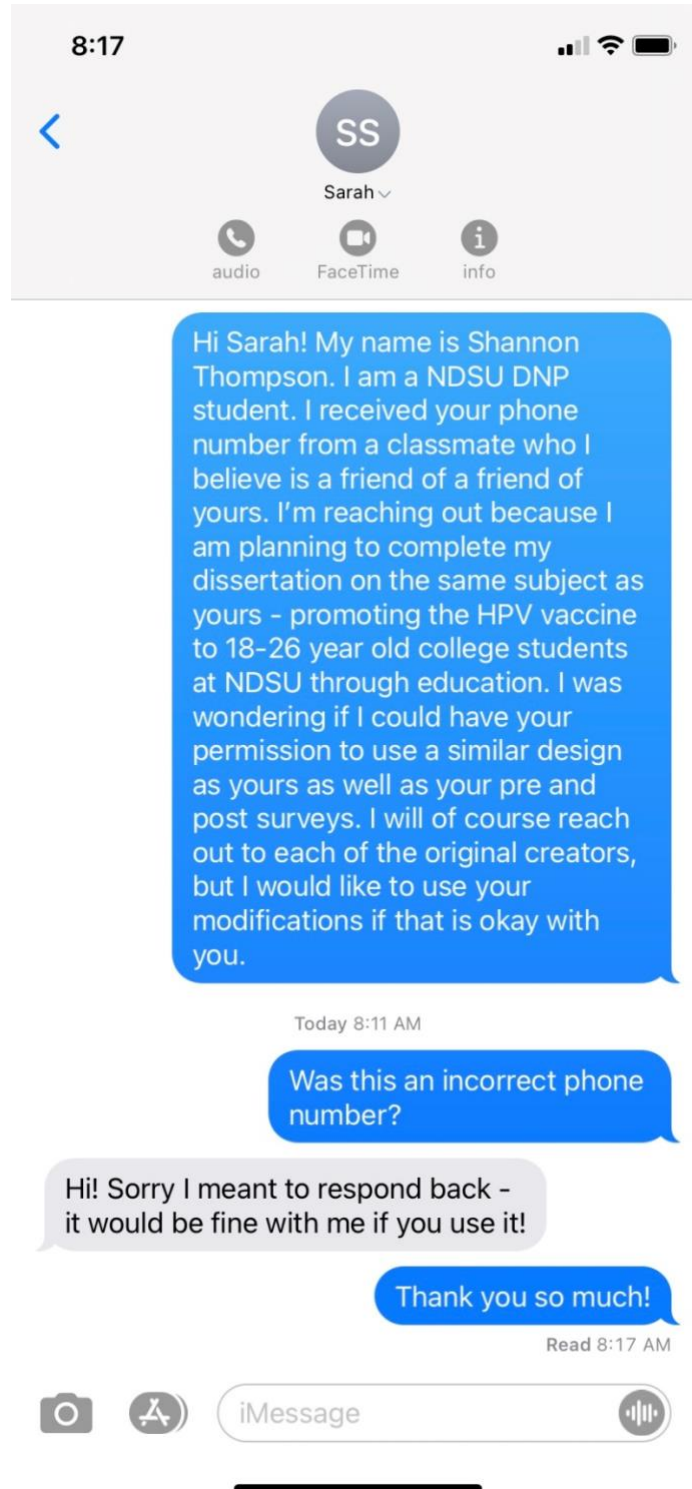 8:17
SS
Sarah
audio FaceTime info
Hi Sarah! My name is Shannon
Thompson. I am a NDSU DNP
student. I received your phone
number from a classmate who I
believe is a friend of a friend of
yours. I’m reaching out because I
am planning to complete my
dissertation on the same subject as
yours - promoting the HPV vaccine
to 18-26 year old college students
at NDSU through education. I was
wondering if I could have your
permission to use a similar design
as yours as well as your pre and
post surveys. I will of course reach
out to each of the original creators,
but I would like to use your
modifications if that is okay with
you.
Today 8:11 AM
Was this an incorrect phone
number?
Hi! Sorry I meant to respond back -
it would be fine with me if you use it!
Thank you so much!
Read 8:17 AM
iMessage